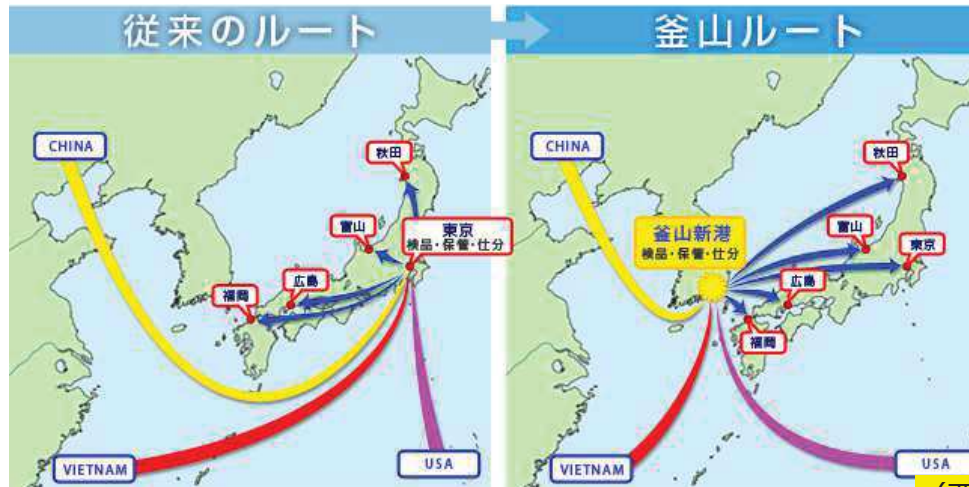 従来のルート
CHINA
秋田
富山
東京
検品・保管・仕分
広島
福岡
VIETNAM
USA
釜山ルート
CHINA
秋田
釜山新港
検品・保管・仕分
富山
東京
広島
福岡
VIETNAM
USA